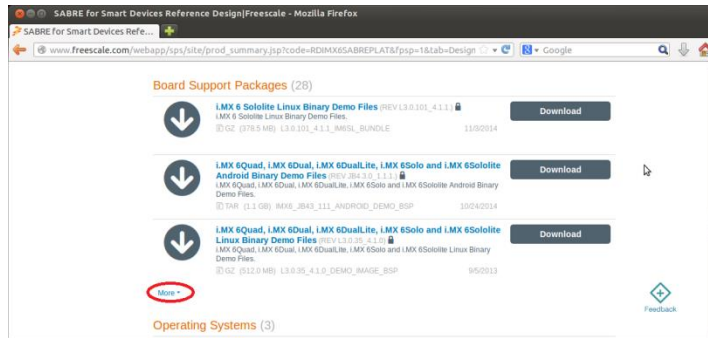 SABRE for Smart Devices Reference Design|Freescale - Mozilla Firefox
SABRE for Smart Devices Refe...
www.freescale.com/webapp/sps/site/prod_summary.jsp?code=RDIMX6SABREPLAT&fpsp=1&tab=Design
Google
Board Support Packages (28)
i.MX 6 Sololite Linux Binary Demo Files (REV L3.0.101_4.1.1)
Download
i.MX 6 Sololite Linux Binary Demo Files.
GZ (378.5 MB) L3.0.101_4.1.1_IM6SL_BUNDLE 11/3/2014
i.MX 6Quad, i.MX 6Dual, i.MX 6DualLite, i.MX 6Solo and i.MX 6Sololite
Android Binary Demo Files (REV JB4.3.0_1.1.1)
Download
i.MX 6Quad, i.MX 6Dual, i.MX 6DualLite, i.MX 6Solo and i.MX 6Sololite Android Binary
Demo Files.
TAR (1.1 GB) IMX6_JB43_111_ANDROID_DEMO_BSP 10/24/2014
i.MX 6Quad, i.MX 6Dual, i.MX 6DualLite, i.MX 6Solo and i.MX 6Sololite
Linux Binary Demo Files (REV L3.0.35_4.1.0)
Download
i.MX 6Quad, i.MX 6Dual, i.MX 6DualLite, i.MX 6Solo and i.MX 6Sololite Linux Binary
Demo Files.
GZ (512.0 MB) L3.0.35_4.1.0_DEMO_IMAGE_BSP 9/5/2013
More
Feedback
Operating Systems (3)